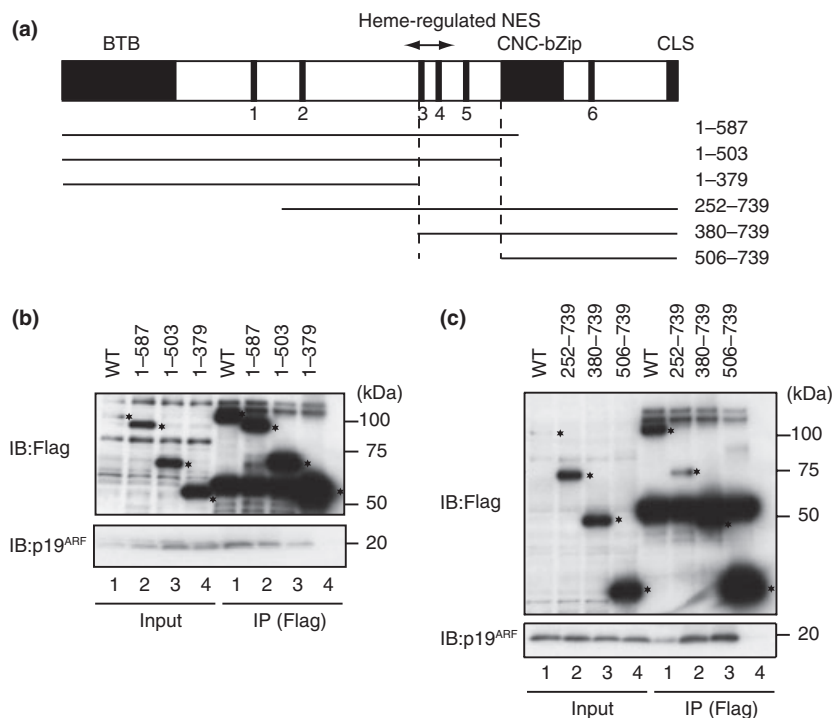 (a)
Heme-regulated NES
BTB
CNC-bZip
CLS
1
2
3
4
5
6
1–587
1–503
1–379
252–739
380–739
506–739
(b)
WT
1–587
1–503
1–379
WT
1–587
1–503
1–379
(kDa)
100
75
50
IB:Flag
IB:p19ARF
20
1 2 3 4 1 2 3 4
Input IP (Flag)
(c)
WT
252–739
380–739
506–739
WT
252–739
380–739
506–739
(kDa)
100
75
50
IB:Flag
IB:p19ARF
20
1 2 3 4 1 2 3 4
Input IP (Flag)